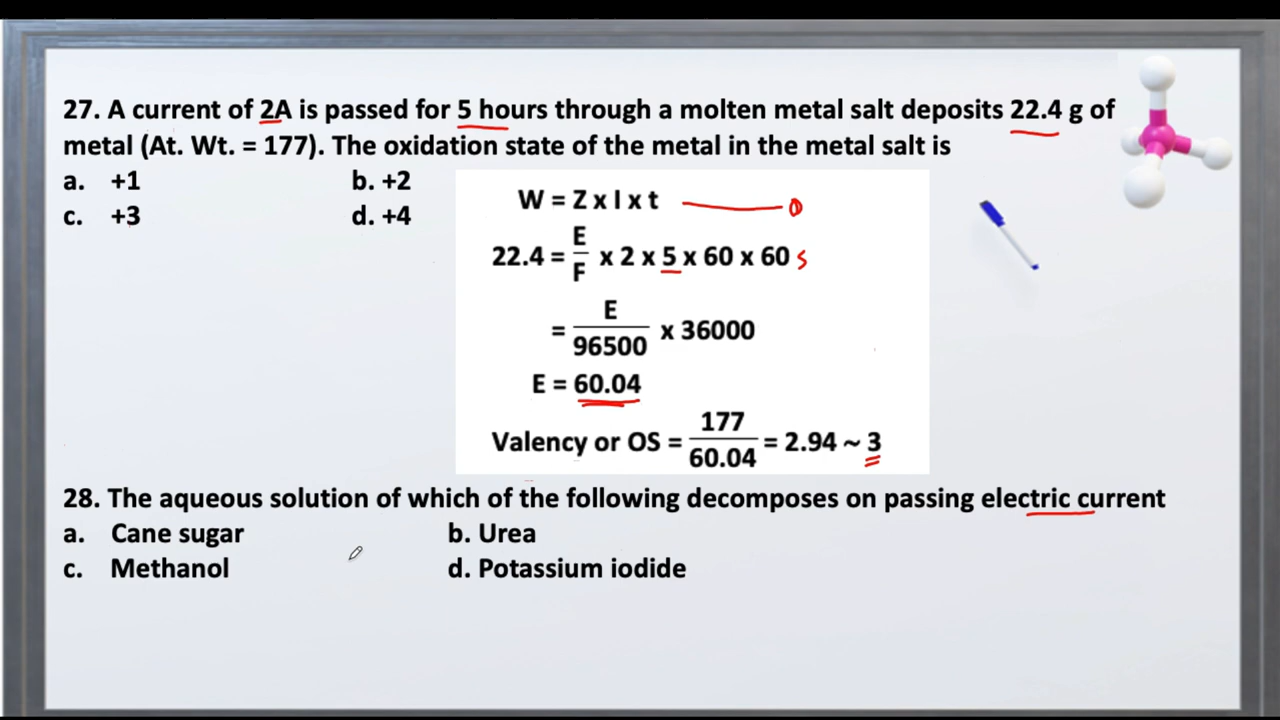 27. A current of 2A is passed for 5 hours through a molten metal salt deposits 22.4 g of
metal (At. Wt. = 177). The oxidation state of the metal in the metal salt is
a. +1 b. +2
c. +3 d. +4
W = Z x I x t
22.4 = E/F x 2 x 5 x 60 x 60 s
= E/96500 x 36000
E = 60.04
Valency or OS = 177/60.04 = 2.94 ~ 3
28. The aqueous solution of which of the following decomposes on passing electric current
a. Cane sugar b. Urea
c. Methanol d. Potassium iodide